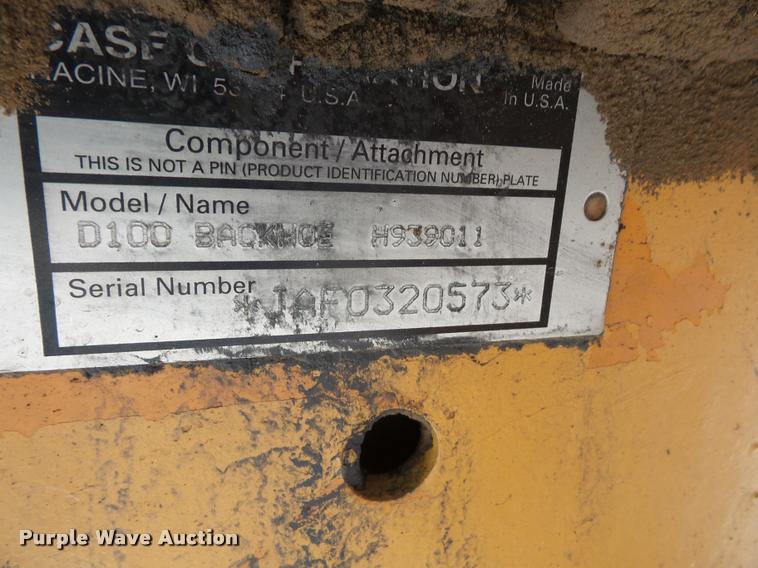 CASE
RACINE, WI U.S.A.
Made
in U.S.A.
Component / Attachment
THIS IS NOT A PIN (PRODUCT IDENTIFICATION NUMBER) PLATE
Model / Name
D100 BACKHOE H939011
Serial Number
*JAF0320573*
Purple Wave Auction